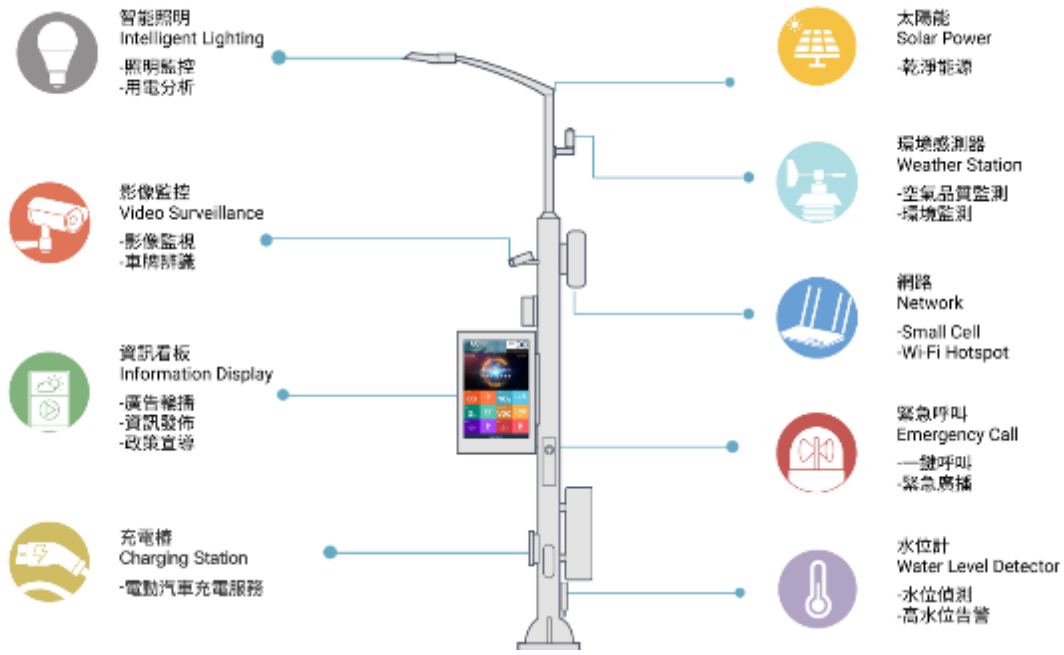 智能照明
Intelligent Lighting
-照明監控
-用電分析
影像監控
Video Surveillance
-影像監視
-車牌辨識
資訊看板
Information Display
-廣告輪播
-資訊發佈
-政策宣導
充電樁
Charging Station
-電動汽車充電服務
太陽能
Solar Power
-乾淨能源
環境感測器
Weather Station
-空氣品質監測
-環境監測
網路
Network
-Small Cell
-Wi-Fi Hotspot
緊急呼叫
Emergency Call
-一鍵呼叫
-緊急廣播
水位計
Water Level Detector
-水位偵測
-高水位告警